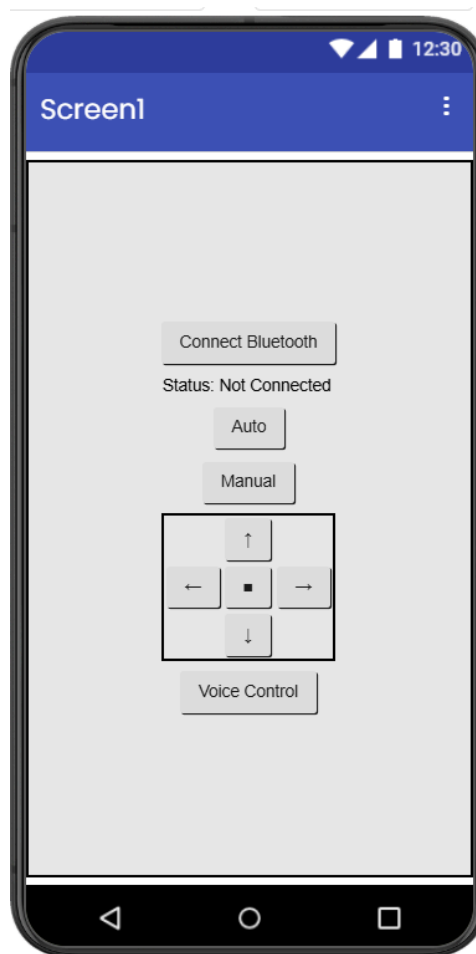 12:30
Screen1
Connect Bluetooth
Status: Not Connected
Auto
Manual
↑
← ■ →
↓
Voice Control